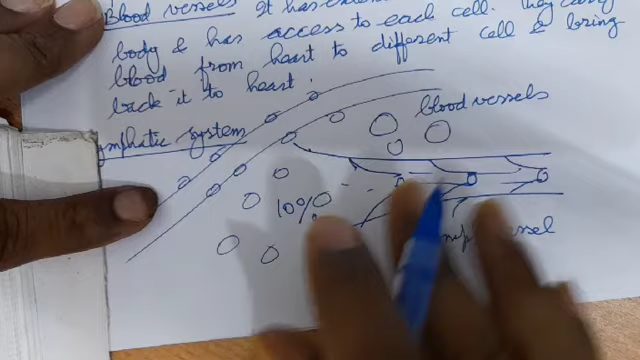 Blood vessels It has
access to each cell. They carry
body & has
blood from heart to different cell & bring
back it to heart.
blood vessels
lymphatic system
10%